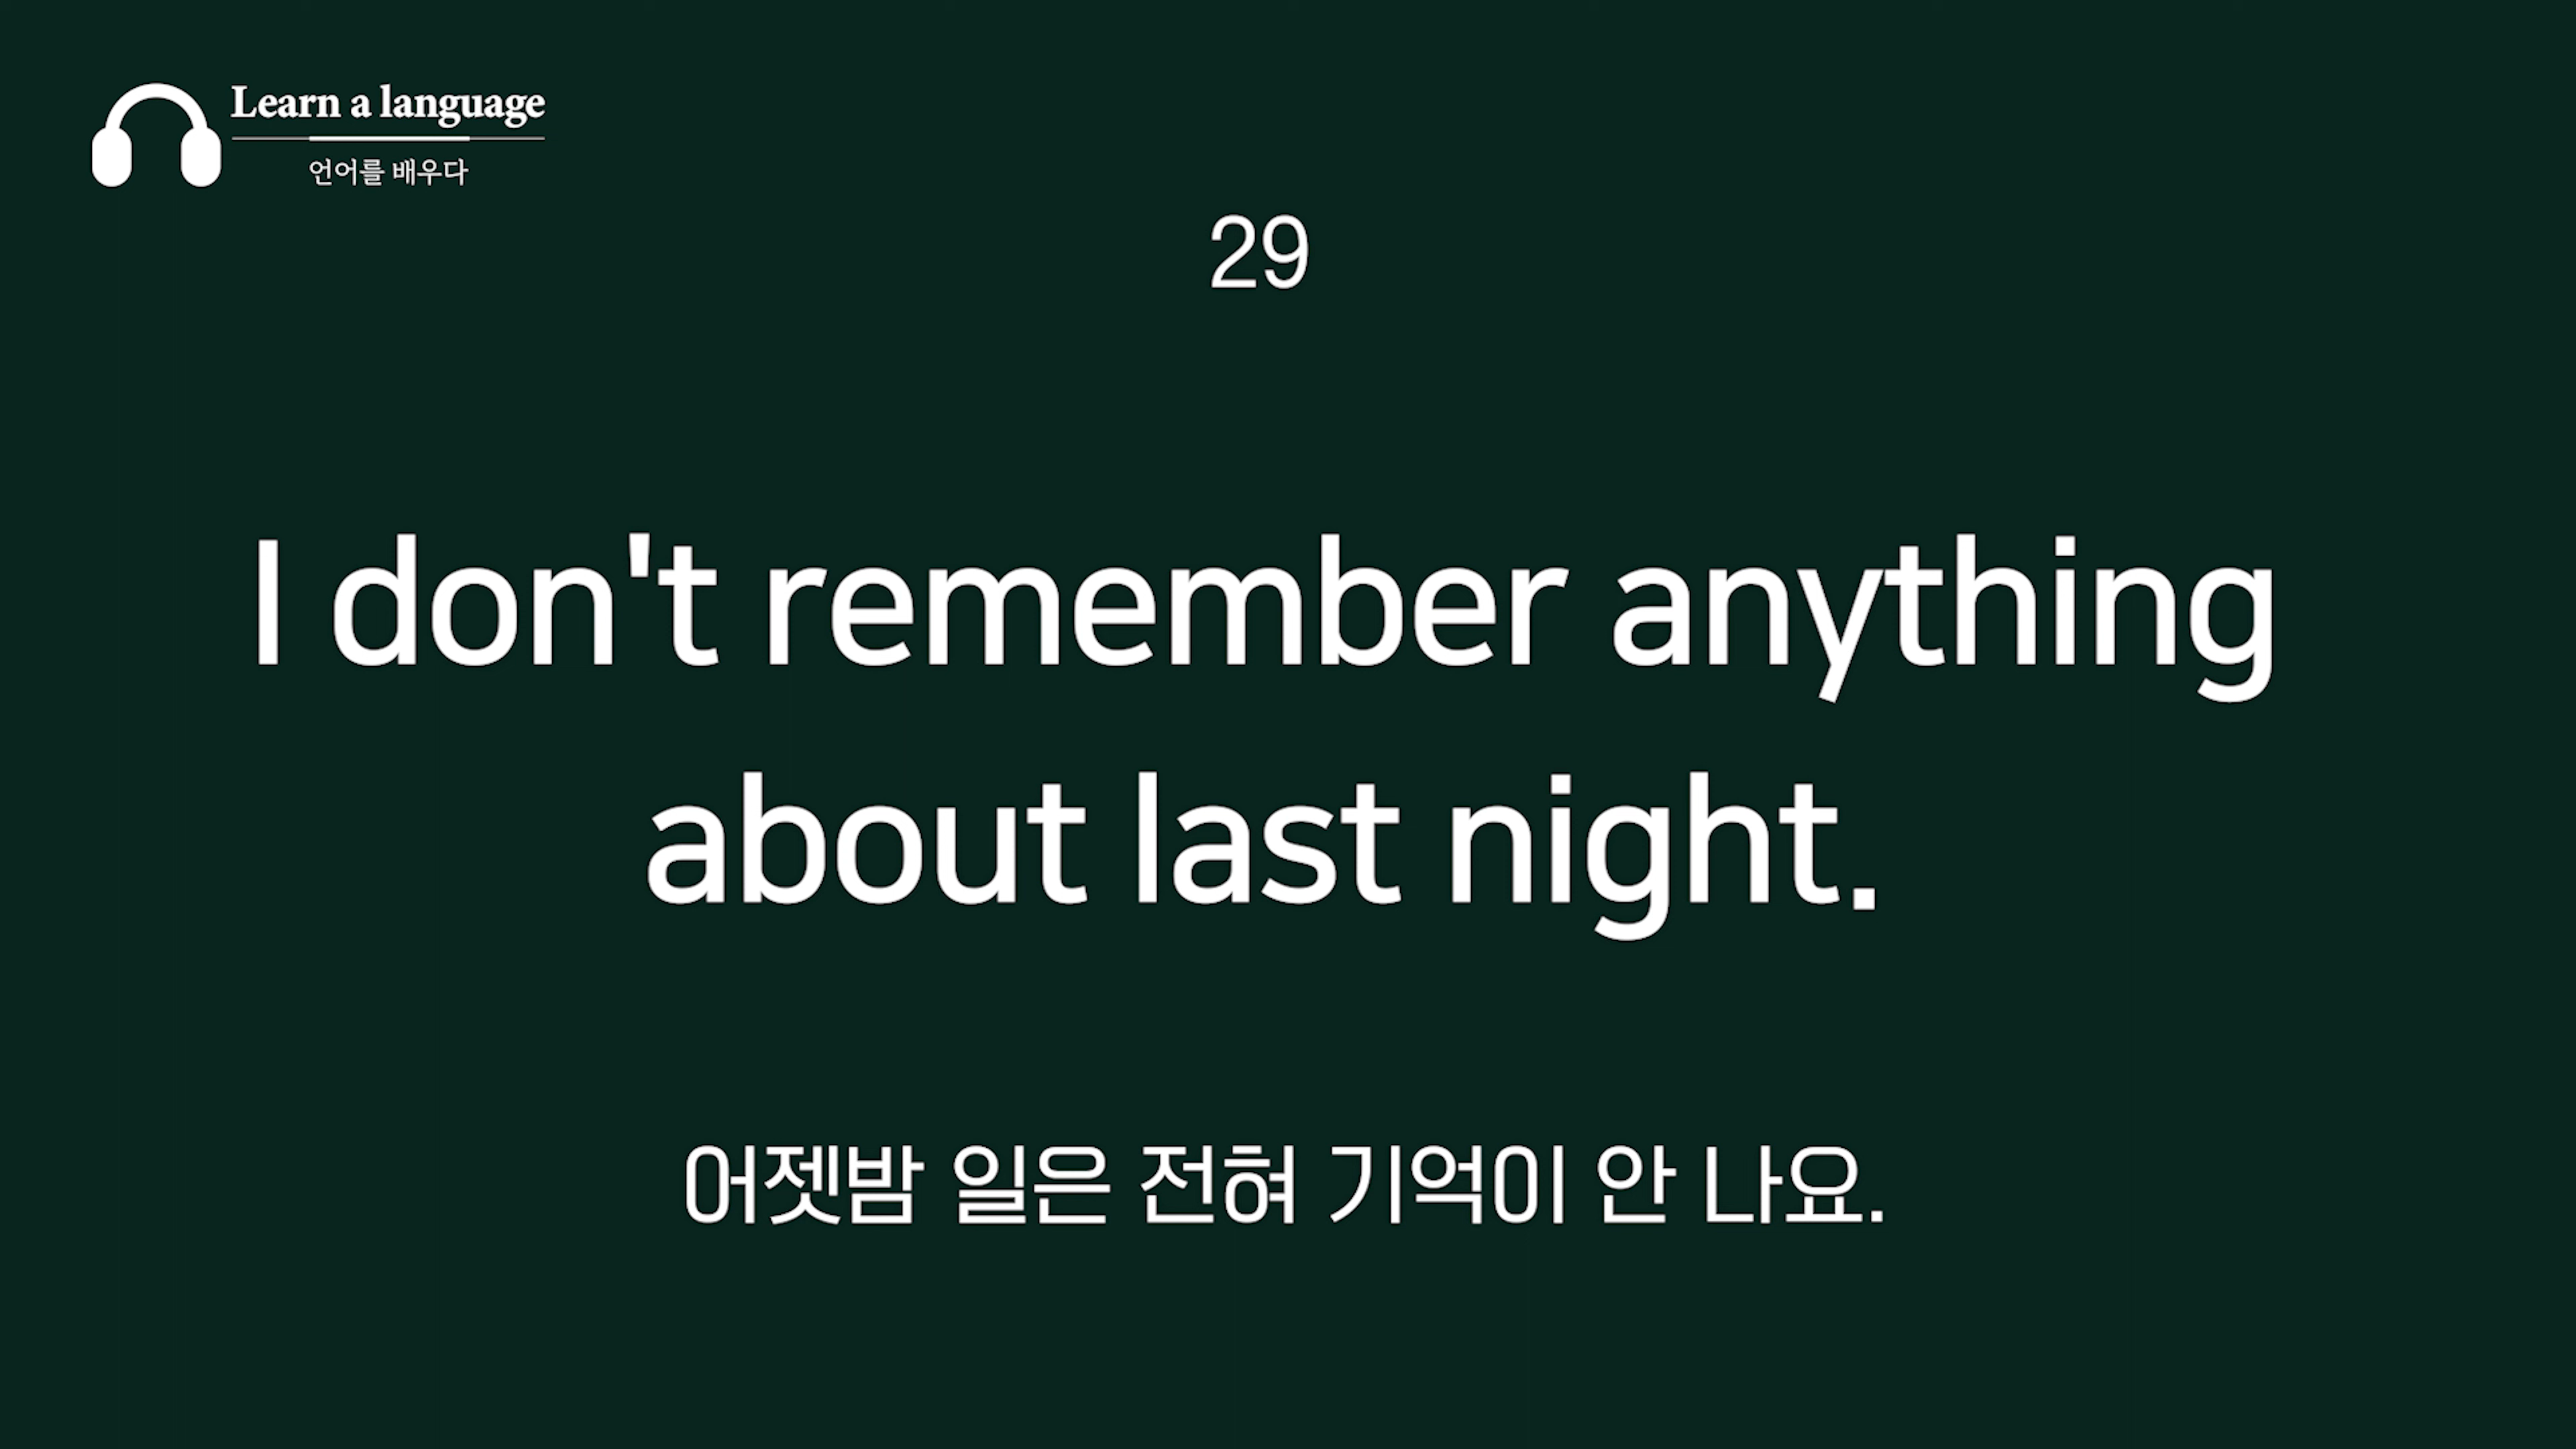 Learn a language
언어를 배우다
29
I don't remember anything
about last night.
어젯밤 일은 전혀 기억이 안 나요.